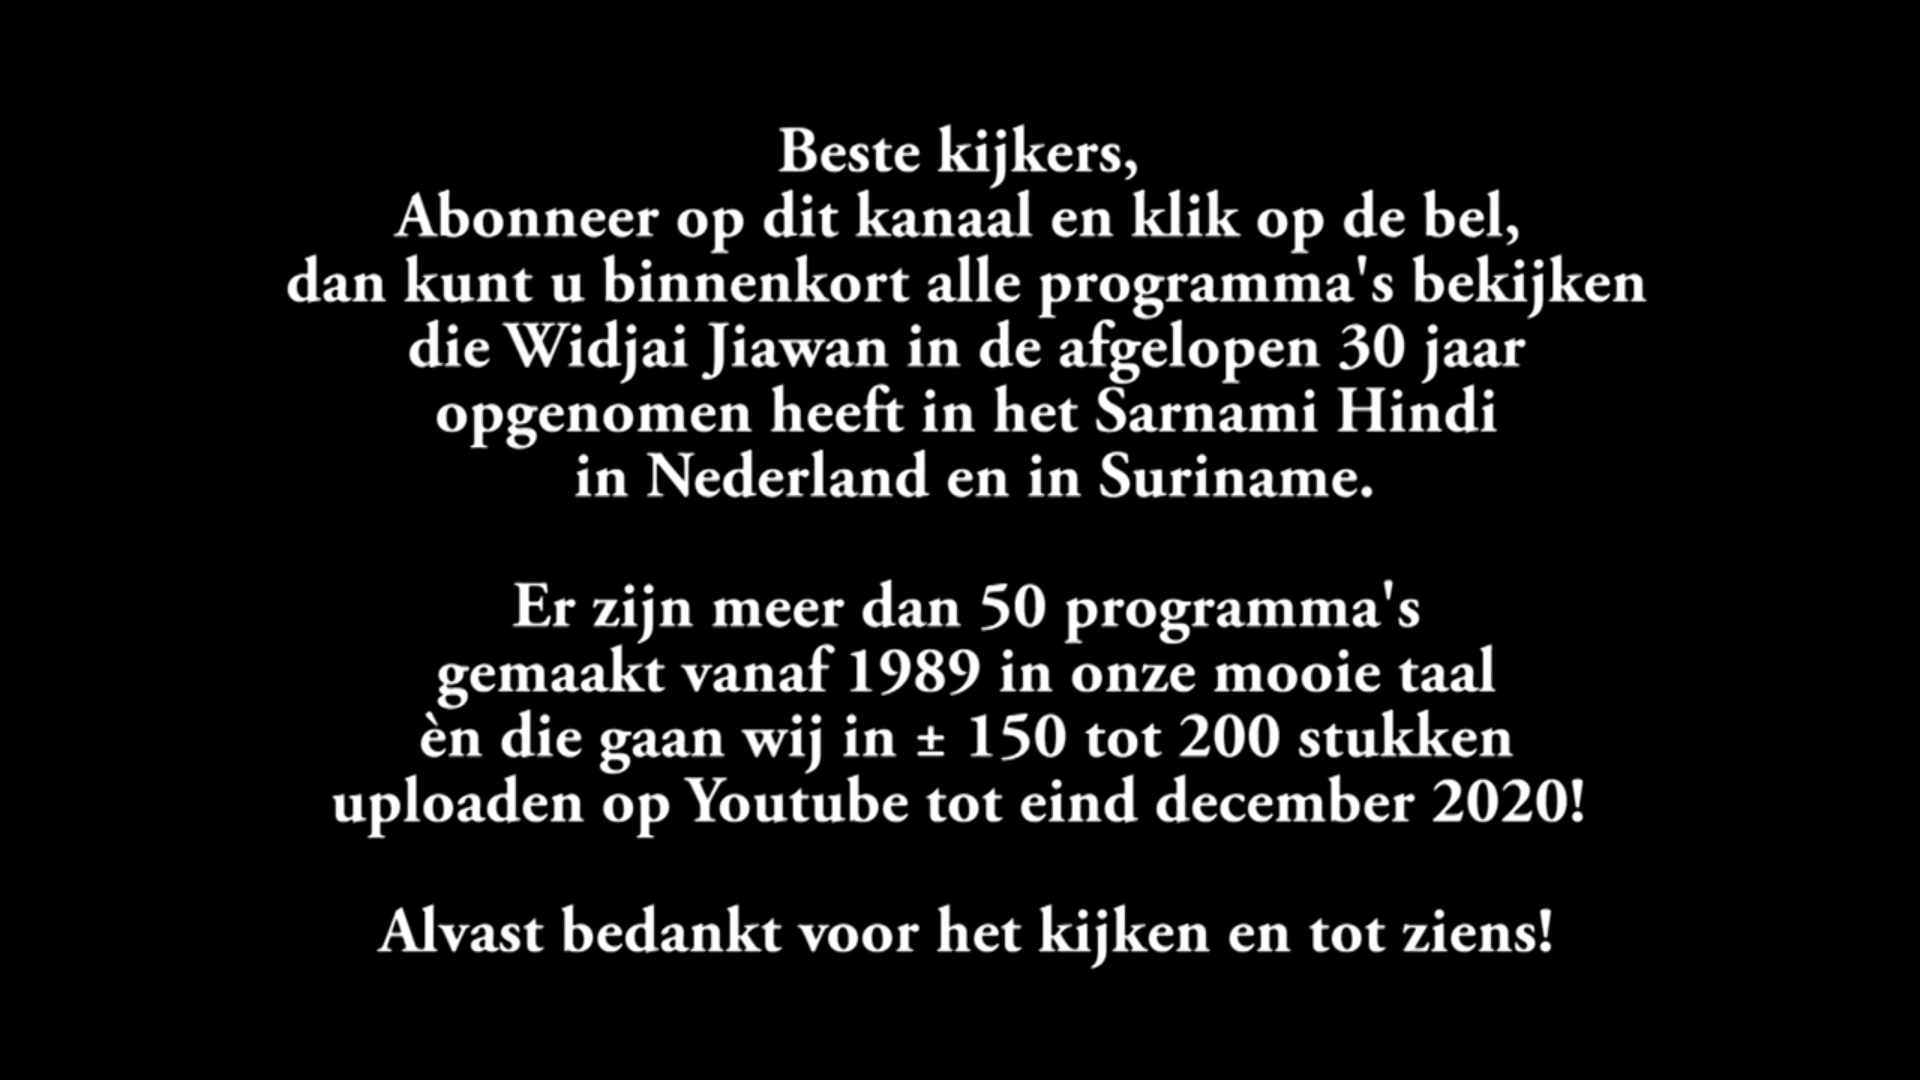 Beste kijkers,
Abonneer op dit kanaal en klik op de bel,
dan kunt u binnenkort alle programma's bekijken
die Widjai Jiawan in de afgelopen 30 jaar
opgenomen heeft in het Sarnami Hindi
in Nederland en in Suriname.
Er zijn meer dan 50 programma's
gemaakt vanaf 1989 in onze mooie taal
èn die gaan wij in ± 150 tot 200 stukken
uploaden op Youtube tot eind december 2020!
Alvast bedankt voor het kijken en tot ziens!